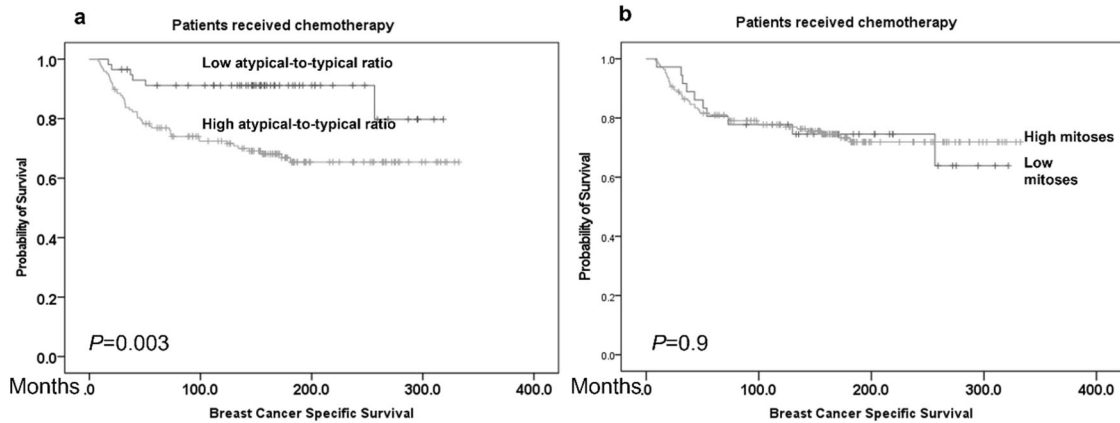 a
Patients received chemotherapy
Probability of Survival
1.0
0.8
0.6
0.4
0.2
0.0
Low atypical-to-typical ratio
High atypical-to-typical ratio
P=0.003
Months .0 100.0 200.0 300.0 400.0
Breast Cancer Specific Survival
b
Patients received chemotherapy
Probability of Survival
1.0
0.8
0.6
0.4
0.2
0.0
High mitoses
Low
mitoses
P=0.9
Months .0 100.0 200.0 300.0 400.0
Breast Cancer Specific Survival